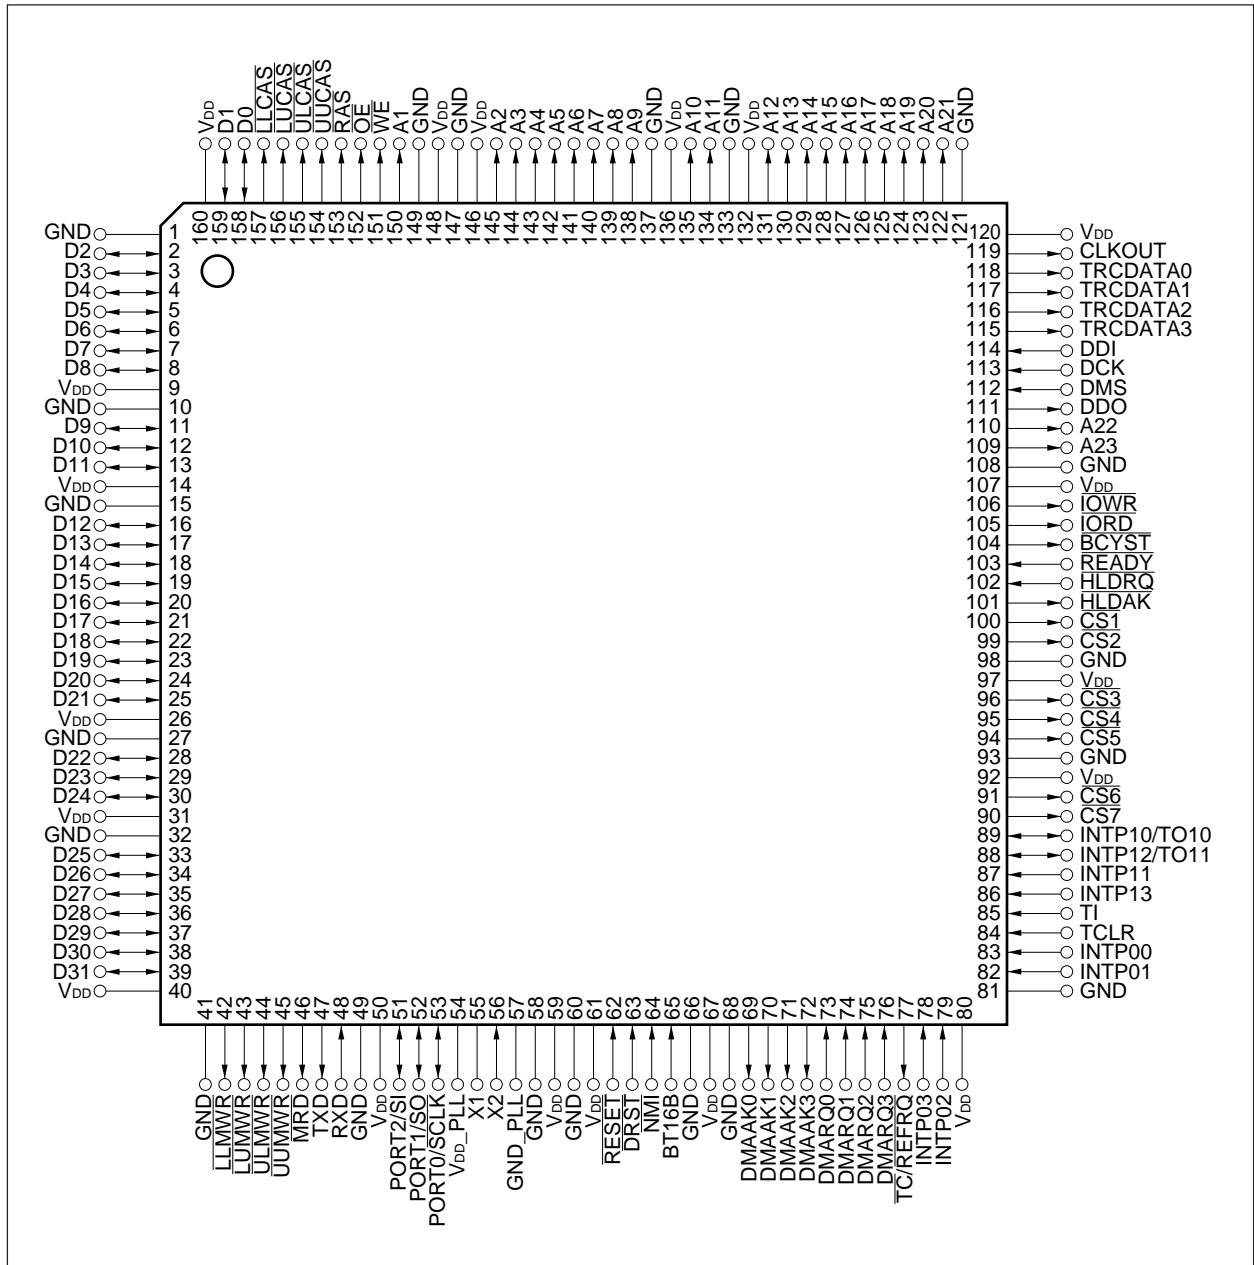 VDD
D1
D0
LLCAS
LUCAS
ULCAS
UUCAS
RAS
OE
WE
A1
GND
VDD
GND
VDD
A2
A3
A4
A5
A6
A7
A8
A9
GND
VDD
A10
A11
GND
VDD
A12
A13
A14
A15
A16
A17
A18
A19
A20
A21
GND
160
159
158
157
156
155
154
153
152
151
150
149
148
147
146
145
144
143
142
141
140
139
138
137
136
135
134
133
132
131
130
129
128
127
126
125
124
123
122
121
GND 1
D2 2
D3 3
D4 4
D5 5
D6 6
D7 7
D8 8
VDD 9
GND 10
D9 11
D10 12
D11 13
VDD 14
GND 15
D12 16
D13 17
D14 18
D15 19
D16 20
D17 21
D18 22
D19 23
D20 24
D21 25
VDD 26
GND 27
D22 28
D23 29
D24 30
VDD 31
GND 32
D25 33
D26 34
D27 35
D28 36
D29 37
D30 38
D31 39
VDD 40
120 VDD
119 CLKOUT
118 TRCDATA0
117 TRCDATA1
116 TRCDATA2
115 TRCDATA3
114 DDI
113 DCK
112 DMS
111 DDO
110 A22
109 A23
108 GND
107 VDD
106 IOWR
105 IORD
104 BCYST
103 READY
102 HLDRQ
101 HLDAK
100 CS1
99 CS2
98 GND
97 VDD
96 CS3
95 CS4
94 CS5
93 GND
92 VDD
91 CS6
90 CS7
89 INTP10/TO10
88 INTP12/TO11
87 INTP11
86 INTP13
85 TI
84 TCLR
83 INTP00
82 INTP01
81 GND
41
42
43
44
45
46
47
48
49
50
51
52
53
54
55
56
57
58
59
60
61
62
63
64
65
66
67
68
69
70
71
72
73
74
75
76
77
78
79
80
GND
LLMWR
LUMWR
ULMWR
UUMWR
MRD
TXD
RXD
GND
VDD
PORT2/SI
PORT1/SO
PORT0/SCLK
VDD_PLL
X1
X2
GND_PLL
GND
VDD
GND
VDD
RESET
DRST
NMI
BT16B
GND
VDD
GND
DMAAK0
DMAAK1
DMAAK2
DMAAK3
DMARQ0
DMARQ1
DMARQ2
DMARQ3
TC/REFRQ
INTP03
INTP02
VDD